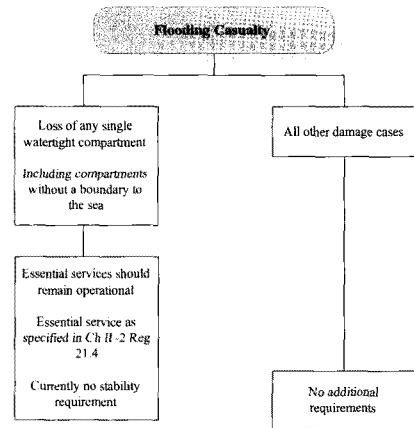 Flooding Casualty
Loss of any single
watertight compartment
Including compartments
without a boundary to
the sea
All other damage cases
Essential services should
remain operational
Essential service as
specified in Ch II-2 Reg
21.4
Currently no stability
requirement
No additional
requirements